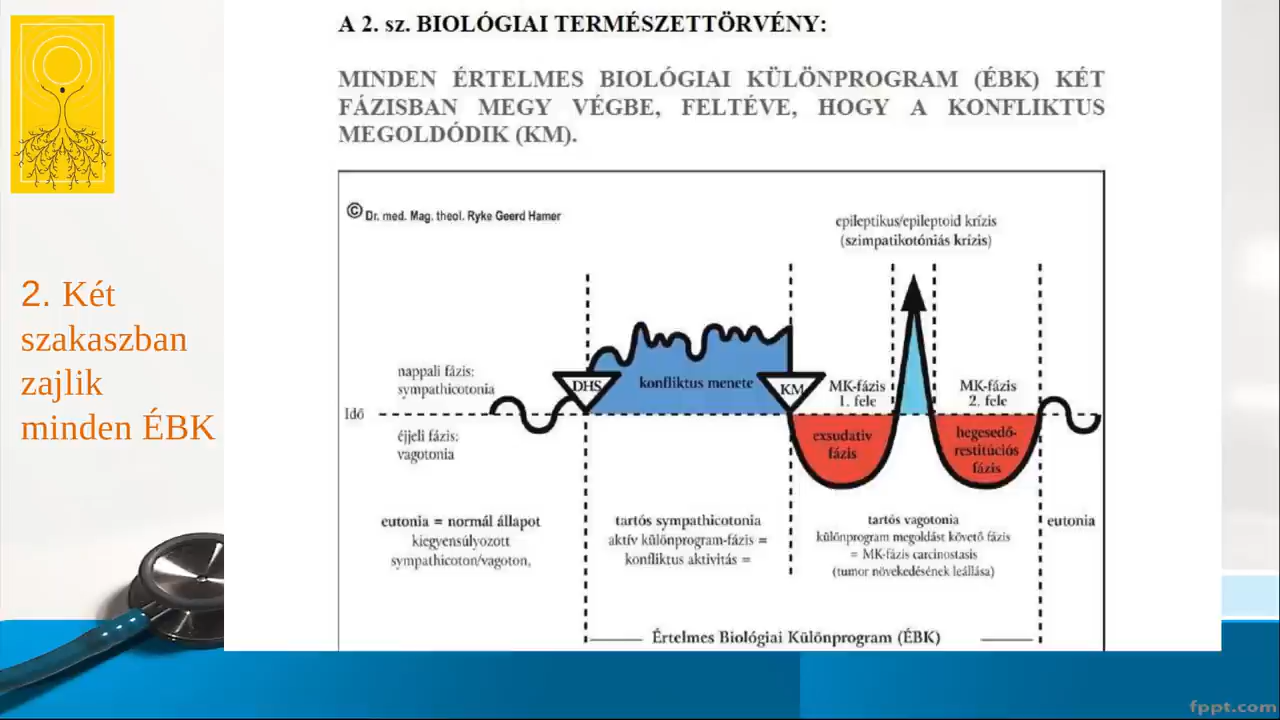 A 2. sz. BIOLÓGIAI TERMÉSZETTÖRVÉNY:
MINDEN ÉRTELMES BIOLÓGIAI KÜLÖNPROGRAM (ÉBK) KÉT
FÁZISBAN MEGY VÉGBE, FELTÉVE, HOGY A KONFLIKTUS
MEGOLDÓDIK (KM).
2. Két
szakaszban
zajlik
minden ÉBK
© Dr. med. Mag. theol. Ryke Geerd Hamer
epileptikus/epileptoid krízis
(szimpatikotóniás krízis)
nappali fázis:
sympathicotonia
Idő
éjjeli fázis:
vagotonia
DHS
konfliktus menete
KM
MK-fázis
1. fele
MK-fázis
2. fele
exsudatív
fázis
hegesedő-
restitúciós
fázis
eutonia = normál állapot
kiegyensúlyozott
sympathicoton/vagoton,
tartós sympathicotonia
aktív különprogram-fázis =
konfliktus aktivitás =
tartós vagotonia
különprogram megoldást követő fázis
= MK-fázis carcinostasis
(tumor növekedésének leállása)
eutonia
Értelmes Biológiai Különprogram (ÉBK)
fppt.com